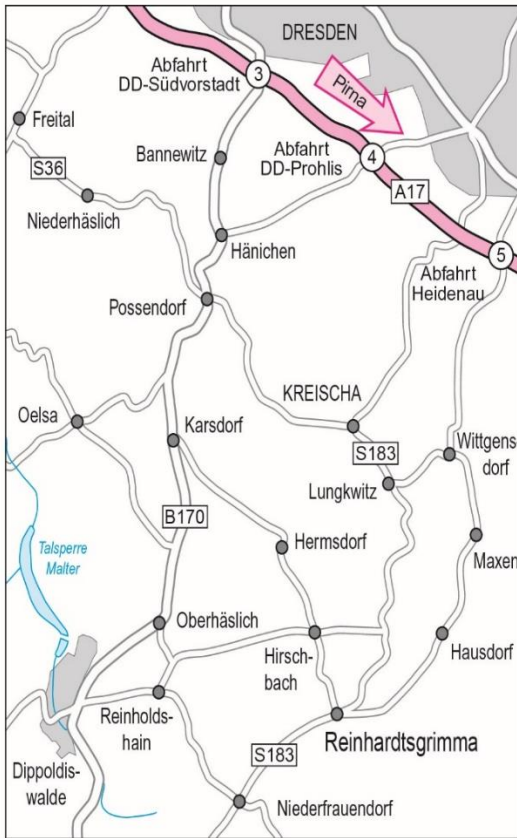 DRESDEN
Abfahrt
DD-Südvorstadt
3
Pirna
Freital
Bannewitz
Abfahrt
DD-Prohlis
4
S36
A17
Niederhäslich
Hänichen
5
Abfahrt
Heidenau
Possendorf
KREISCHA
Oelsa
Karsdorf
S183
Wittgens
dorf
Lungkwitz
B170
Talsperre
Malter
Hermsdorf
Maxen
Oberhäslich
Hirsch-
bach
Hausdorf
Reinholds-
hain
Reinhardtsgrimma
S183
Dippoldis-
walde
Niederfrauendorf